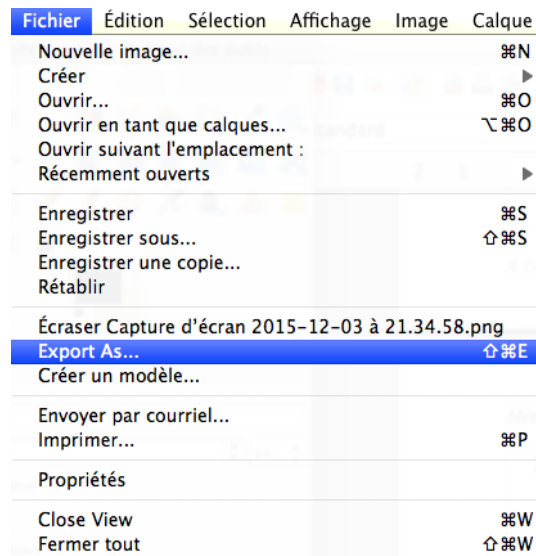 Fichier Édition Sélection Affichage Image Calque
Nouvelle image... ⌘N
Créer ▶
Ouvrir... ⌘O
Ouvrir en tant que calques... ⌥⌘O
Ouvrir suivant l'emplacement :
Récemment ouverts ▶
Enregistrer ⌘S
Enregistrer sous... ⇧⌘S
Enregistrer une copie...
Rétablir
Écraser Capture d’écran 2015-12-03 à 21.34.58.png
Export As... ⇧⌘E
Créer un modèle...
Envoyer par courriel...
Imprimer... ⌘P
Propriétés
Close View ⌘W
Fermer tout ⇧⌘W